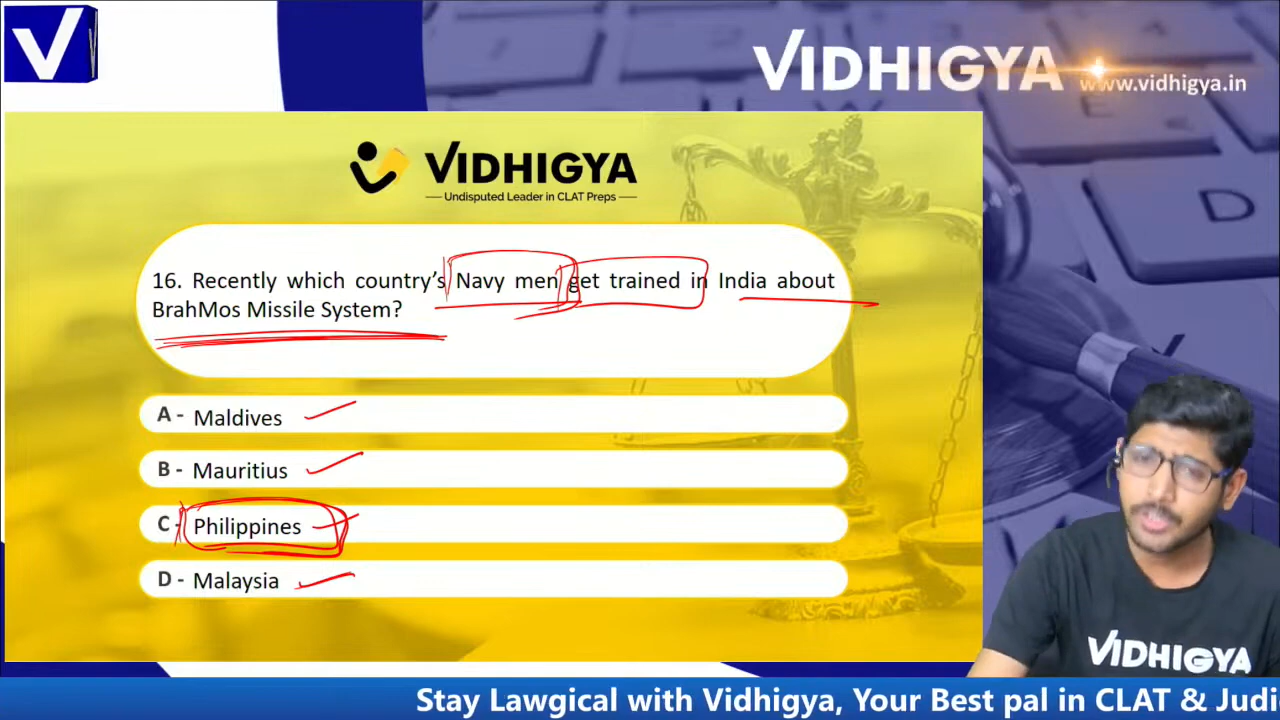 V
VIDHIGYA
www.vidhigya.in
VIDHIGYA
Undisputed Leader in CLAT Preps
16. Recently which country's Navy men get trained in India about
BrahMos Missile System?
A - Maldives
B - Mauritius
C - Philippines
D - Malaysia
VIDHIGYA
Stay Lawgical with Vidhigya, Your Best pal in CLAT & Judi